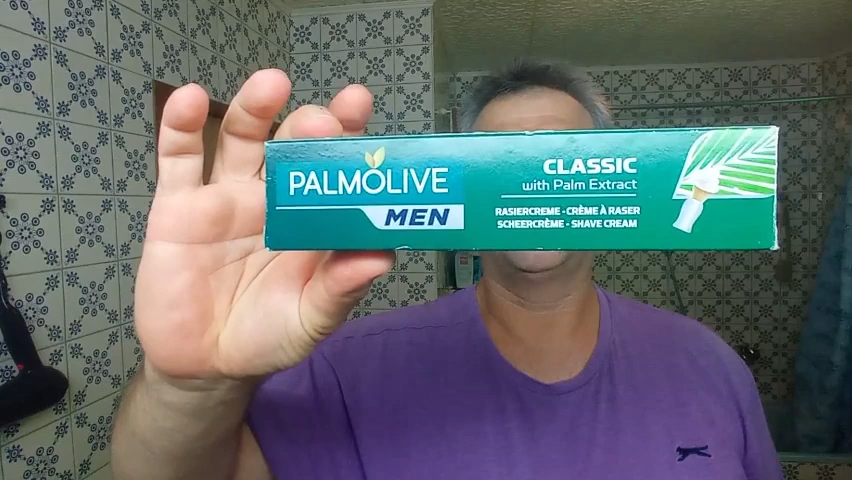 PALMOLIVE
MEN
CLASSIC
with Palm Extract
RASIERCREME - CRÈME À RASER
SCHEERCRÈME - SHAVE CREAM